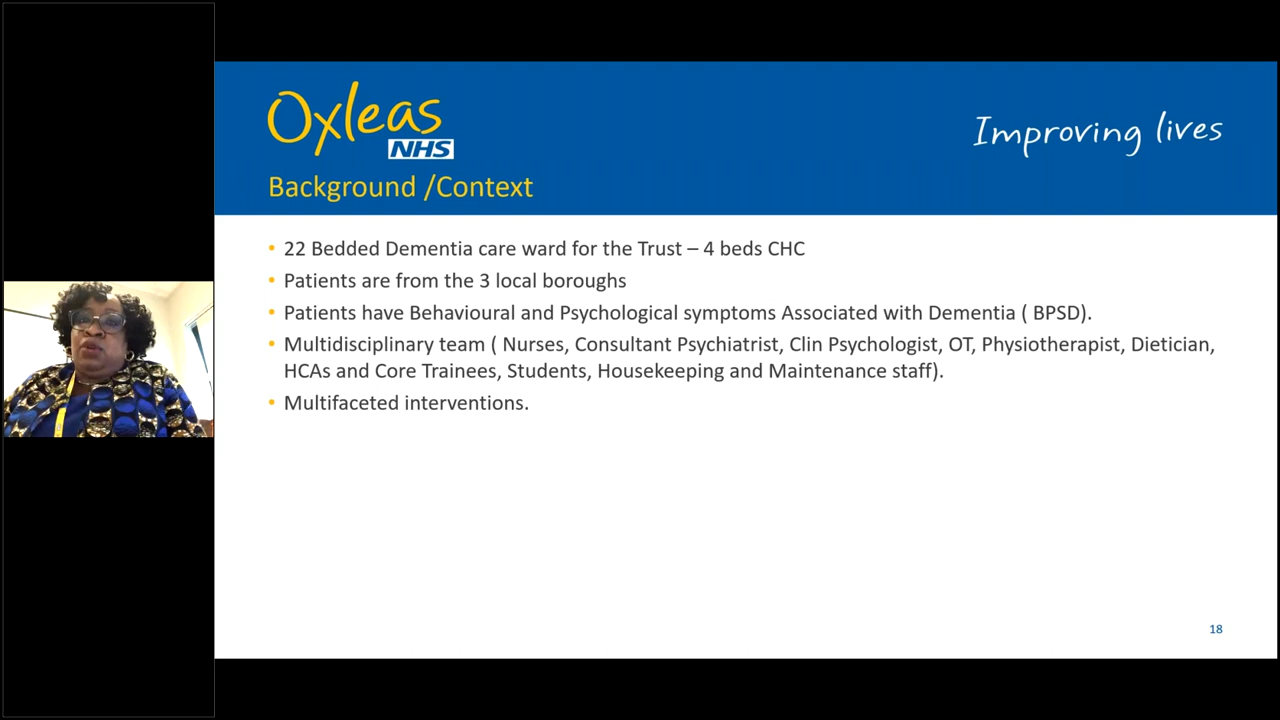 Oxleas
NHS
Improving lives
Background /Context
• 22 Bedded Dementia care ward for the Trust – 4 beds CHC
• Patients are from the 3 local boroughs
• Patients have Behavioural and Psychological symptoms Associated with Dementia ( BPSD).
• Multidisciplinary team ( Nurses, Consultant Psychiatrist, Clin Psychologist, OT, Physiotherapist, Dietician,
HCAs and Core Trainees, Students, Housekeeping and Maintenance staff).
• Multifaceted interventions.
18